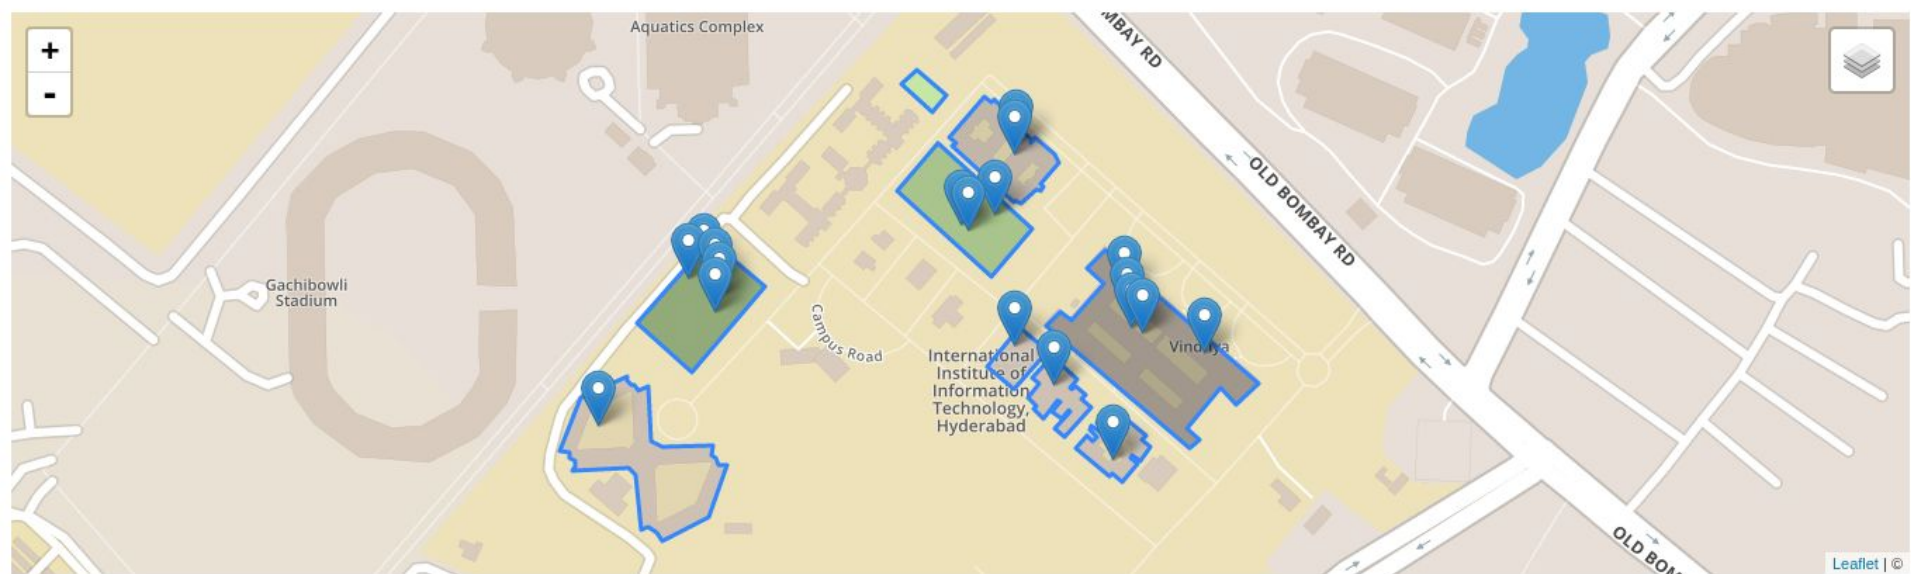 +
-
Aquatics Complex
MBAY RD
OLD BOMBAY RD
Gachibowli
Stadium
Campus Road
International
Institute of
Information
Technology,
Hyderabad
OLD BOM
Leaflet | ©